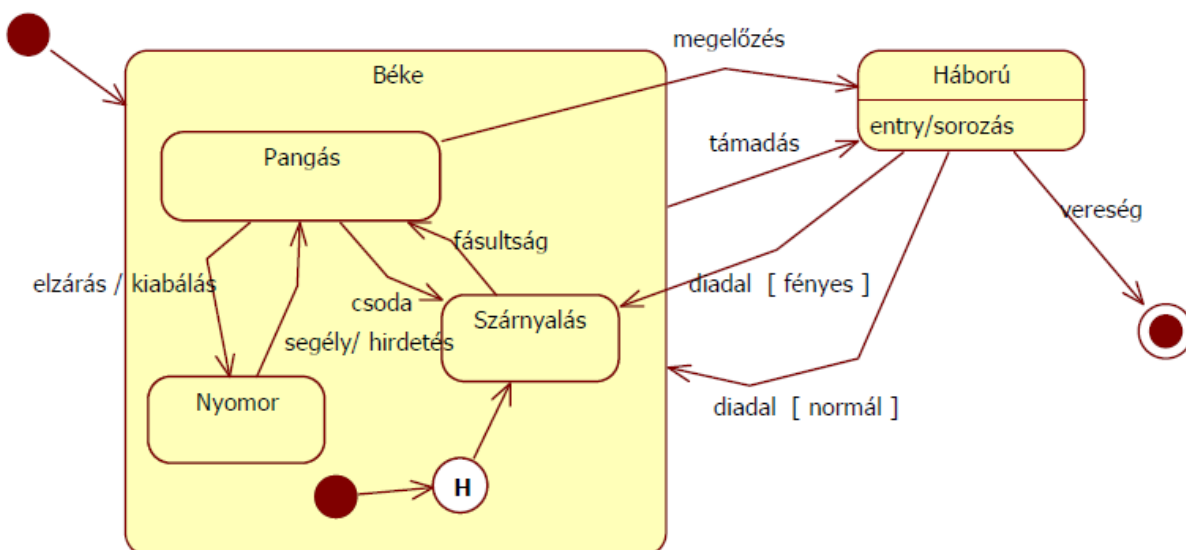 megelőzés
Béke
Háború
entry/sorozás
támadás
Pangás
fásultság
vereség
elzárás / kiabálás
csoda
diadal [ fényes ]
Szárnyalás
segély/ hirdetés
Nyomor
diadal [ normál ]
H